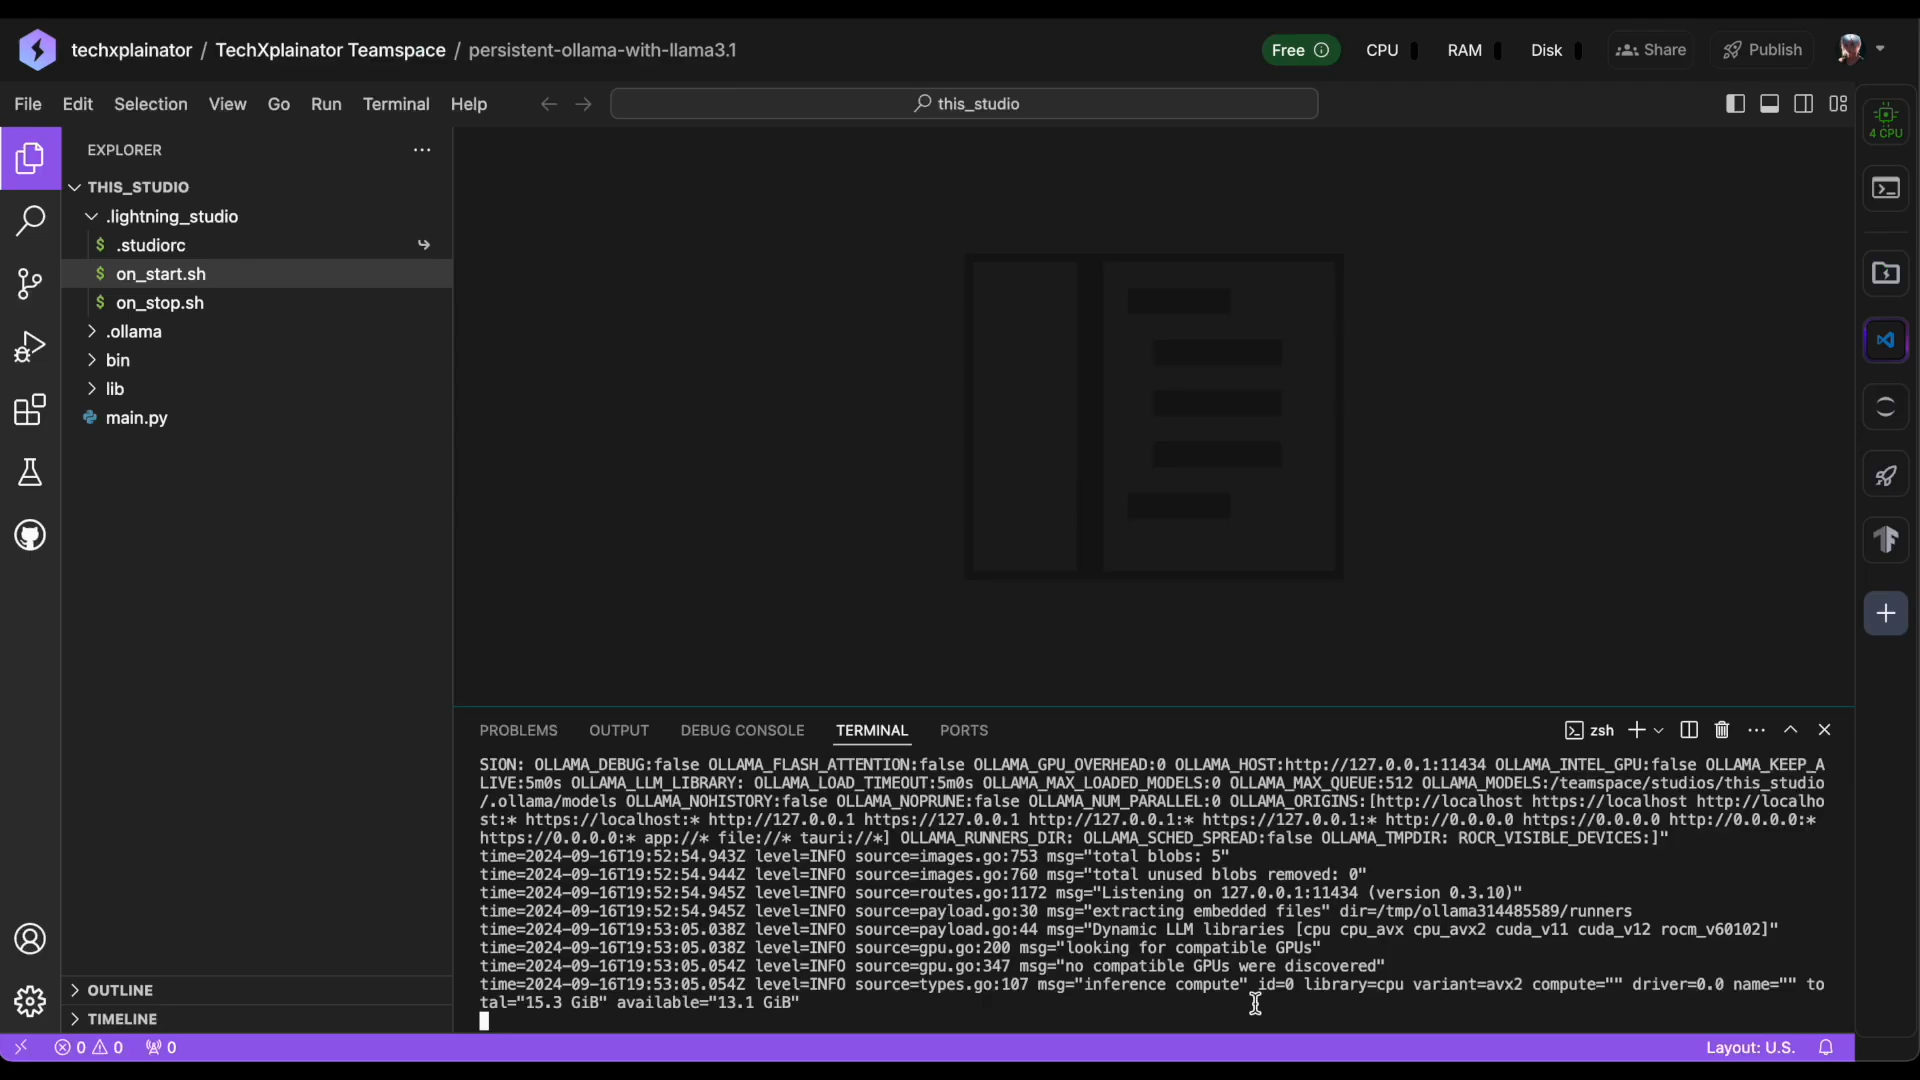 techxplainator / TechXplainator Teamspace / persistent-ollama-with-llama3.1
Free CPU RAM Disk Share Publish
File Edit Selection View Go Run Terminal Help
this_studio
4 CPU
EXPLORER
THIS_STUDIO
.lightning_studio
$ .studiorc
$ on_start.sh
$ on_stop.sh
.ollama
bin
lib
main.py
OUTLINE
TIMELINE
PROBLEMS OUTPUT DEBUG CONSOLE TERMINAL PORTS
zsh
SION: OLLAMA_DEBUG:false OLLAMA_FLASH_ATTENTION:false OLLAMA_GPU_OVERHEAD:0 OLLAMA_HOST:http://127.0.0.1:11434 OLLAMA_INTEL_GPU:false OLLAMA_KEEP_A
LIVE:5m0s OLLAMA_LLM_LIBRARY: OLLAMA_LOAD_TIMEOUT:5m0s OLLAMA_MAX_LOADED_MODELS:0 OLLAMA_MAX_QUEUE:512 OLLAMA_MODELS:/teamspace/studios/this_studio
/.ollama/models OLLAMA_NOHISTORY:false OLLAMA_NOPRUNE:false OLLAMA_NUM_PARALLEL:0 OLLAMA_ORIGINS:[http://localhost https://localhost http://localho
st:* https://localhost:* http://127.0.0.1 https://127.0.0.1 http://127.0.0.1:* https://127.0.0.1:* http://0.0.0.0 https://0.0.0.0 http://0.0.0.0:*
https://0.0.0.0:* app://* file://* tauri://*] OLLAMA_RUNNERS_DIR: OLLAMA_SCHED_SPREAD:false OLLAMA_TMPDIR: ROCR_VISIBLE_DEVICES:]"
time=2024-09-16T19:52:54.943Z level=INFO source=images.go:753 msg="total blobs: 5"
time=2024-09-16T19:52:54.944Z level=INFO source=images.go:760 msg="total unused blobs removed: 0"
time=2024-09-16T19:52:54.945Z level=INFO source=routes.go:1172 msg="Listening on 127.0.0.1:11434 (version 0.3.10)"
time=2024-09-16T19:52:54.945Z level=INFO source=payload.go:30 msg="extracting embedded files" dir=/tmp/ollama314485589/runners
time=2024-09-16T19:53:05.038Z level=INFO source=payload.go:44 msg="Dynamic LLM libraries [cpu cpu_avx cpu_avx2 cuda_v11 cuda_v12 rocm_v60102]"
time=2024-09-16T19:53:05.038Z level=INFO source=gpu.go:200 msg="looking for compatible GPUs"
time=2024-09-16T19:53:05.054Z level=INFO source=gpu.go:347 msg="no compatible GPUs were discovered"
time=2024-09-16T19:53:05.054Z level=INFO source=types.go:107 msg="inference compute" id=0 library=cpu variant=avx2 compute="" driver=0.0 name="" to
tal="15.3 GiB" available="13.1 GiB"
0 0 0
Layout: U.S.